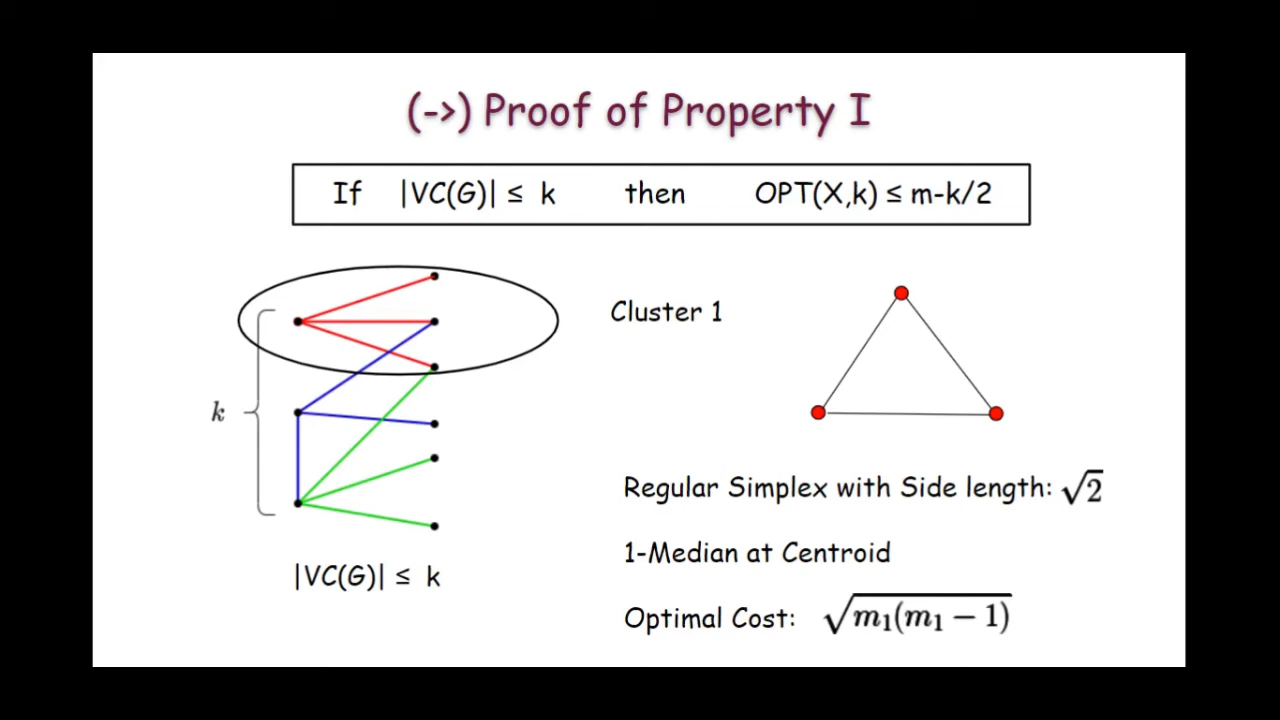 (->) Proof of Property I
If |VC(G)| ≤ k then OPT(X,k) ≤ m-k/2
Cluster 1
k
Regular Simplex with Side length: √2
1-Median at Centroid
|VC(G)| ≤ k
Optimal Cost: √m₁(m₁ − 1)